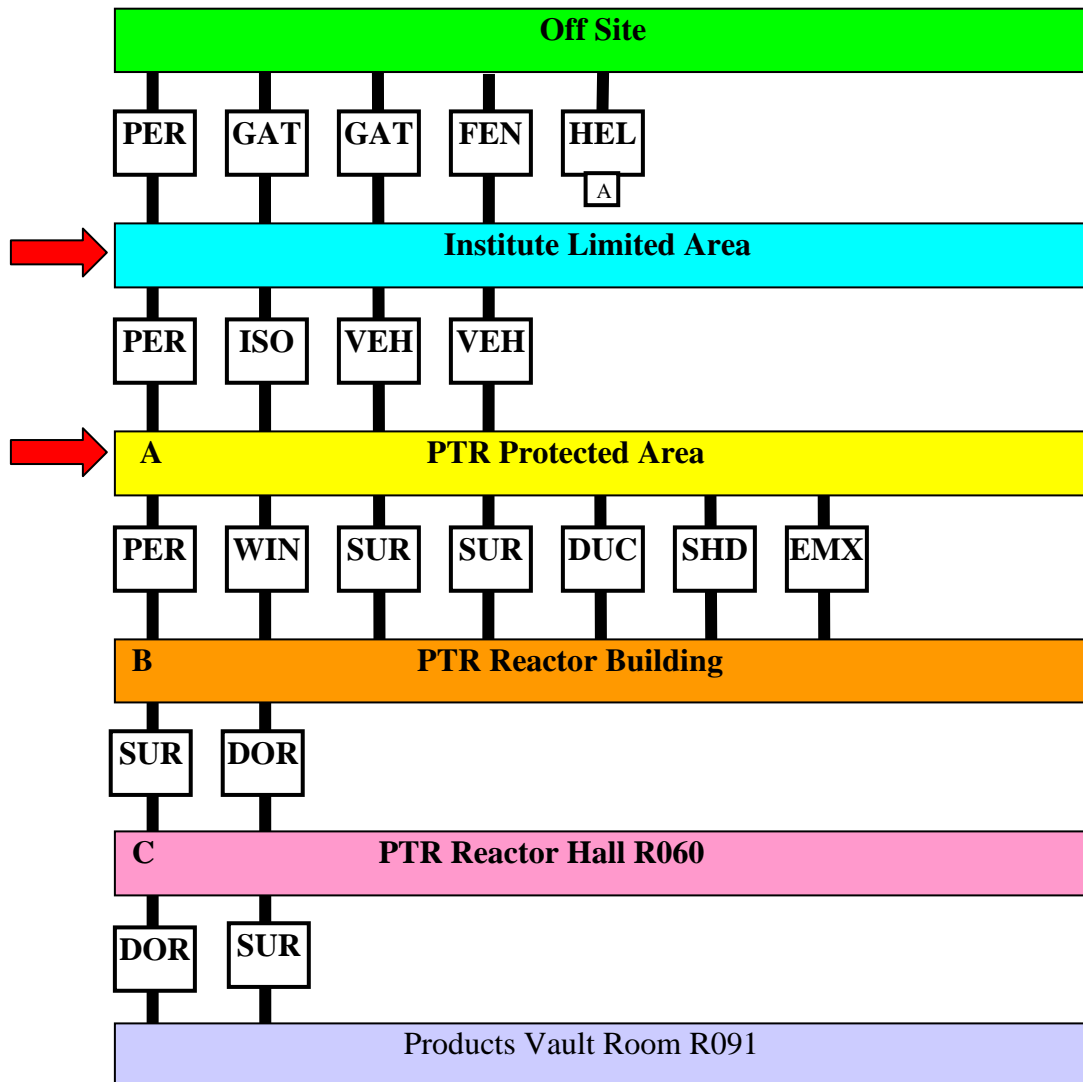 Off Site
PER GAT GAT FEN HEL
A
Institute Limited Area
PER ISO VEH VEH
A PTR Protected Area
PER WIN SUR SUR DUC SHD EMX
B PTR Reactor Building
SUR DOR
C PTR Reactor Hall R060
DOR SUR
Products Vault Room R091